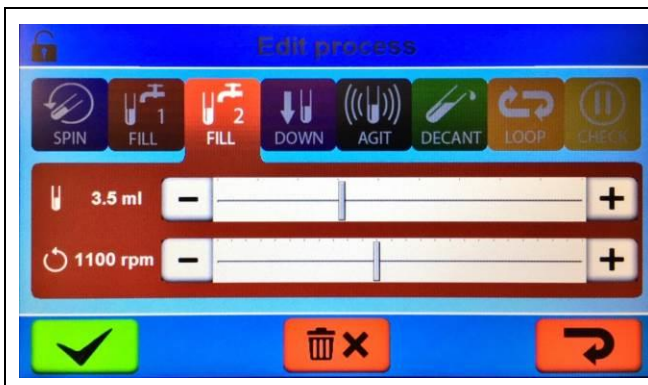 Edit process
SPIN
1
FILL
2
FILL
DOWN
AGIT
DECANT
LOOP
CHECK
3.5 ml
1100 rpm